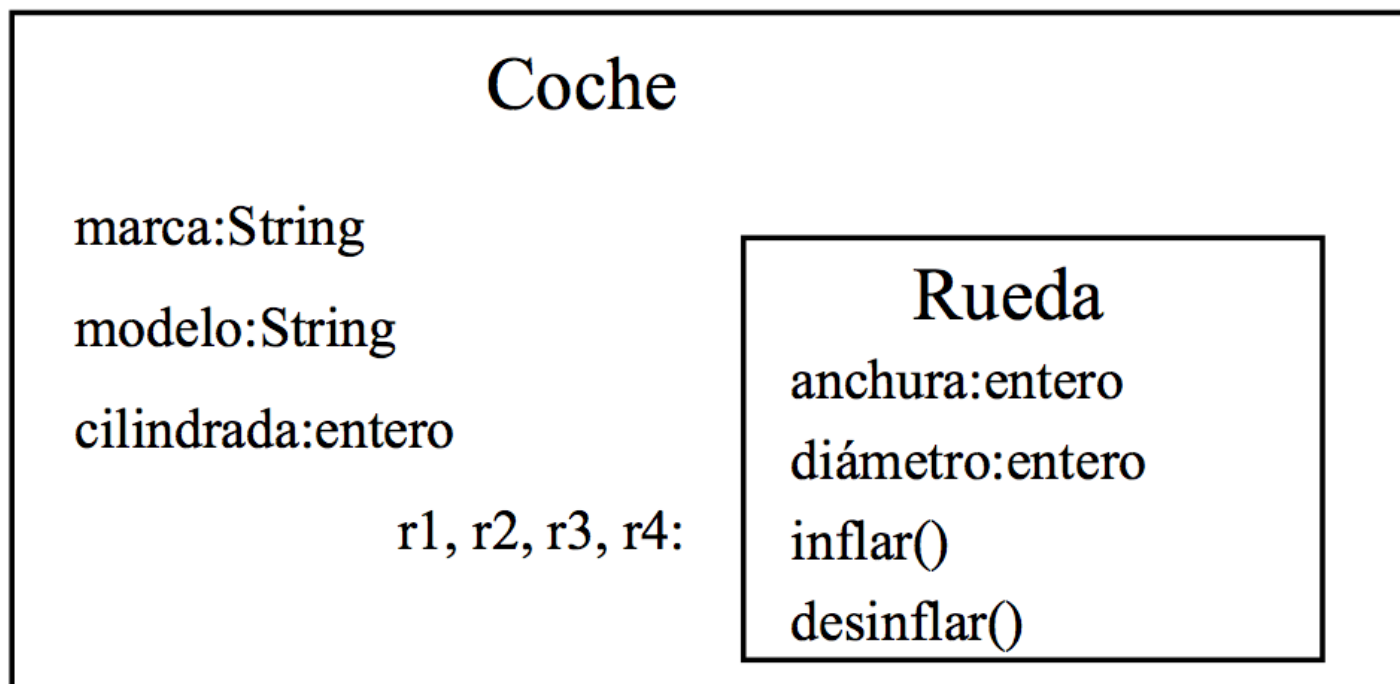 Coche
marca:String
modelo:String
cilindrada:entero
r1, r2, r3, r4:
Rueda
anchura:entero
diámetro:entero
inflar()
desinflar()